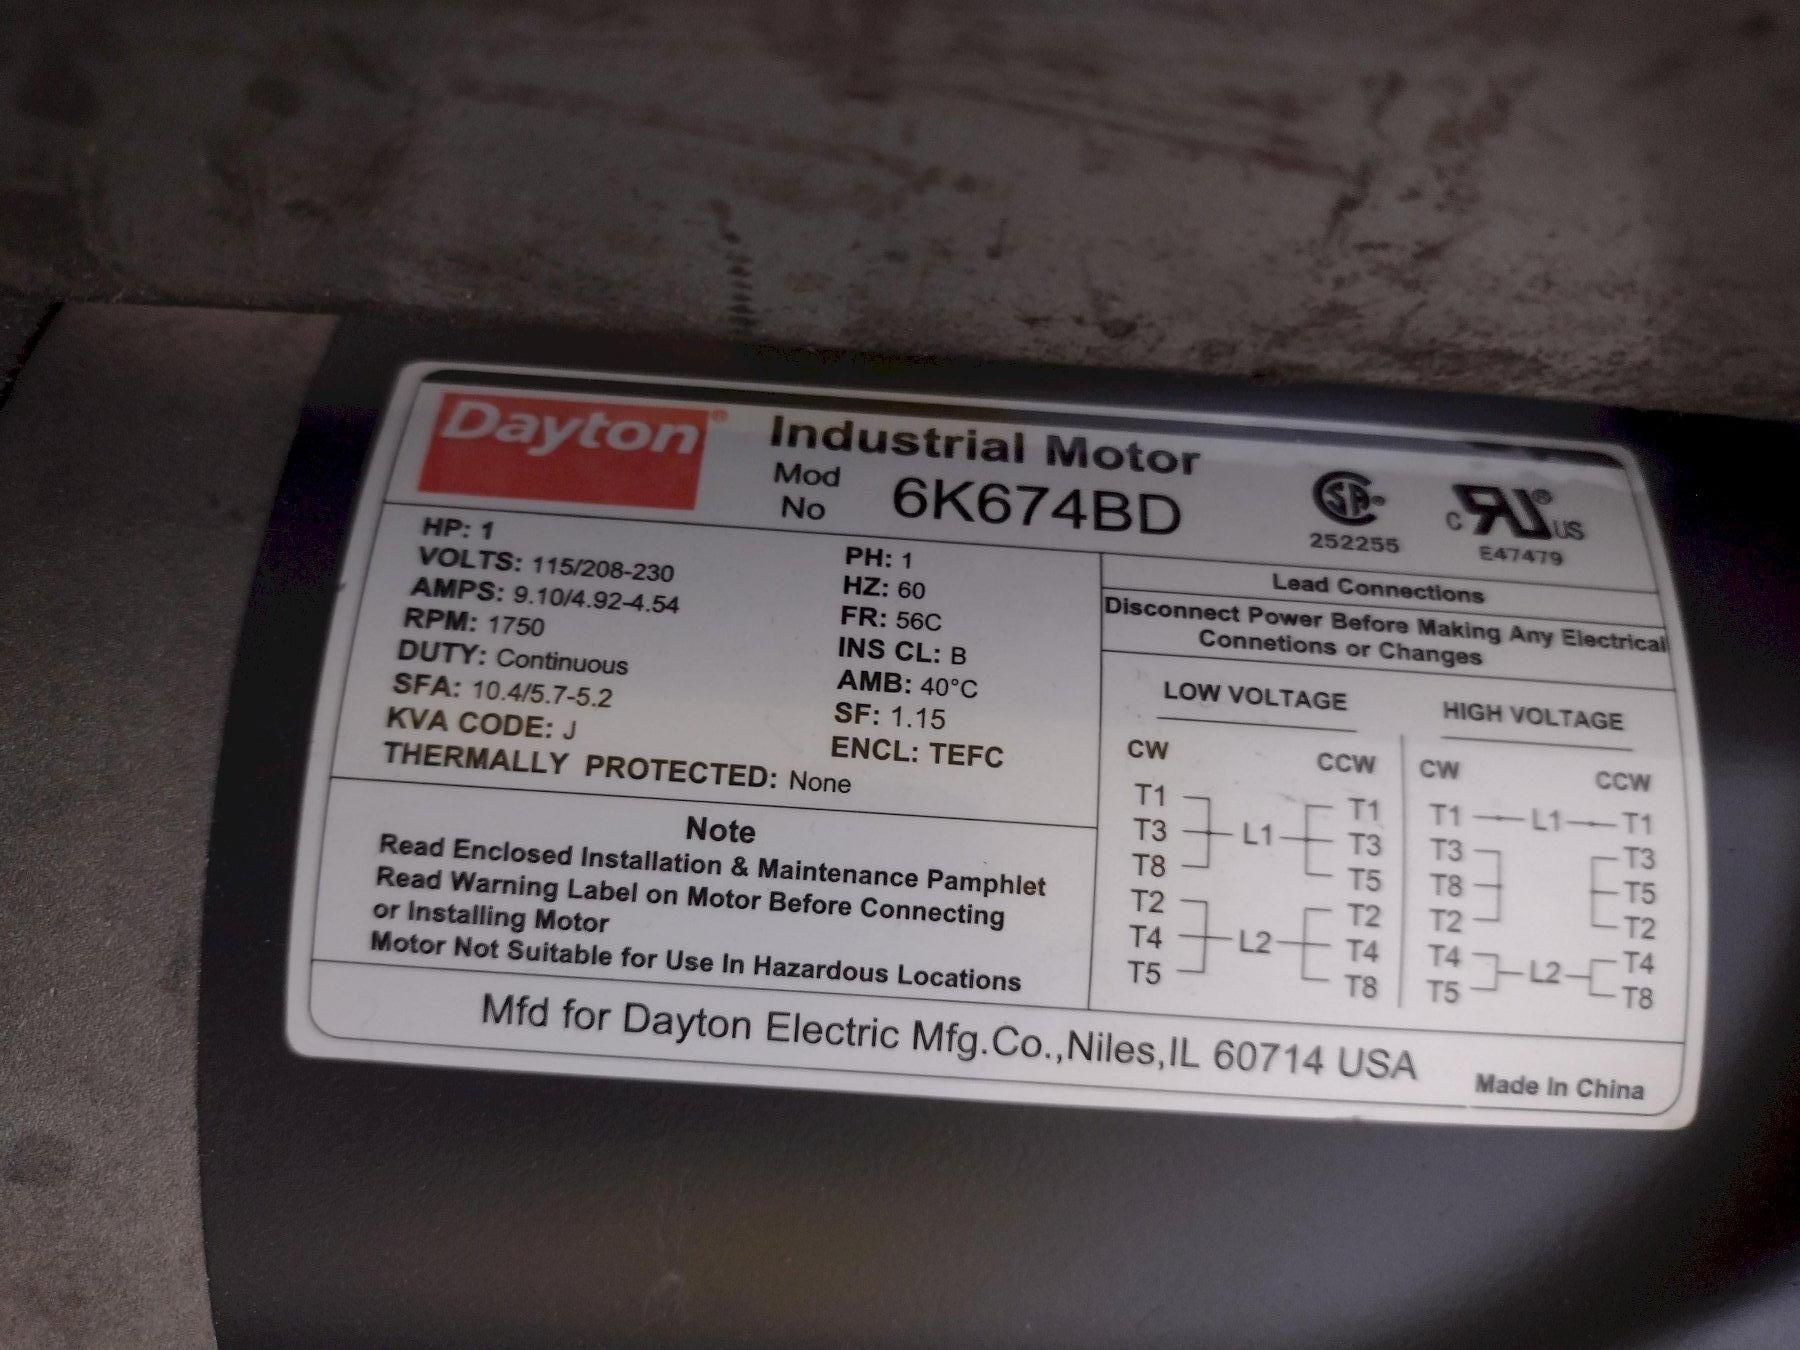 Dayton®
Industrial Motor
Mod No 6K674BD
SA®
252255
C RU® US
E47479
HP: 1
VOLTS: 115/208-230
AMPS: 9.10/4.92-4.54
RPM: 1750
DUTY: Continuous
SFA: 10.4/5.7-5.2
KVA CODE: J
THERMALLY PROTECTED: None
PH: 1
HZ: 60
FR: 56C
INS CL: B
AMB: 40°C
SF: 1.15
ENCL: TEFC
Note
Read Enclosed Installation & Maintenance Pamphlet
Read Warning Label on Motor Before Connecting
or Installing Motor
Motor Not Suitable for Use In Hazardous Locations
Lead Connections
Disconnect Power Before Making Any Electrical
Connetions or Changes
LOW VOLTAGE HIGH VOLTAGE
CW CCW CW CCW
T1 T1 T1 L1 T1
T3 L1 T3 T3 T3
T8 T5 T8 T5
T2 T2 T2 T2
T4 L2 T4 T4 L2 T4
T5 T8 T5 T8
Mfd for Dayton Electric Mfg.Co.,Niles,IL 60714 USA
Made In China